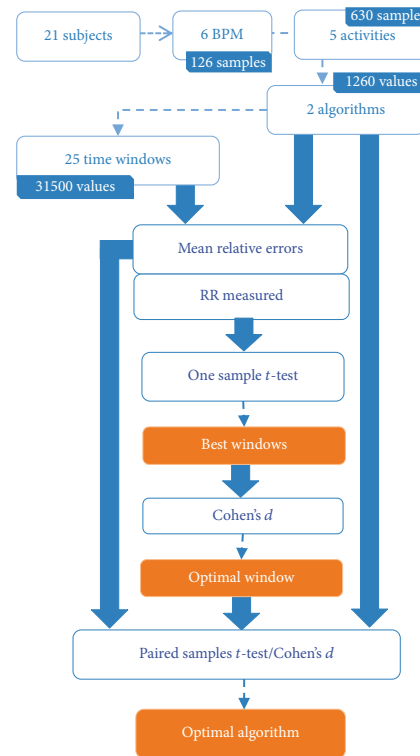 21 subjects
6 BPM
126 samples
630 sample
5 activities
1260 values
2 algorithms
25 time windows
31500 values
Mean relative errors
RR measured
One sample t-test
Best windows
Cohen's d
Optimal window
Paired samples t-test/Cohen's d
Optimal algorithm